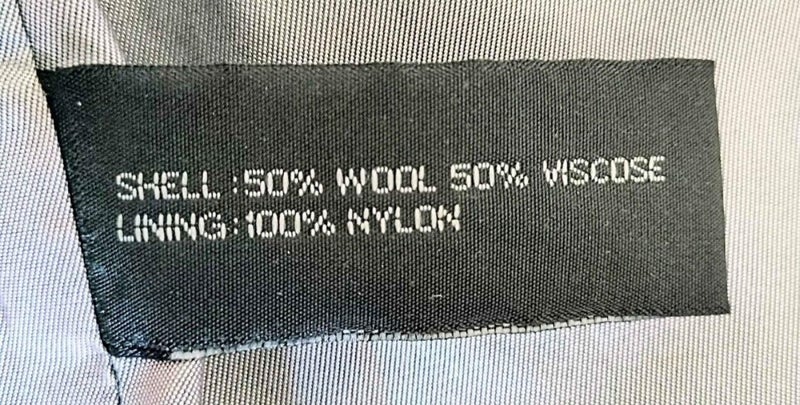 SHELL:50% WOOL 50% VISCOSE
LINING:100% NYLON